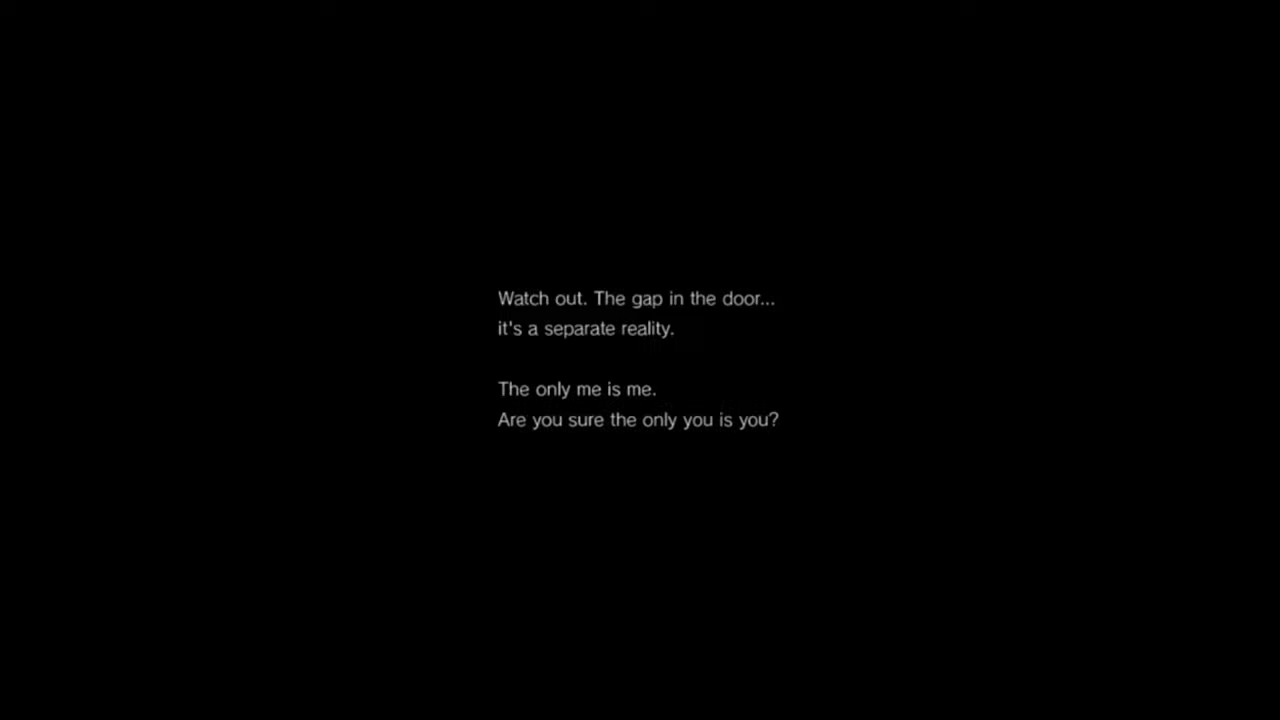 Watch out. The gap in the door...
it's a separate reality.
The only me is me.
Are you sure the only you is you?